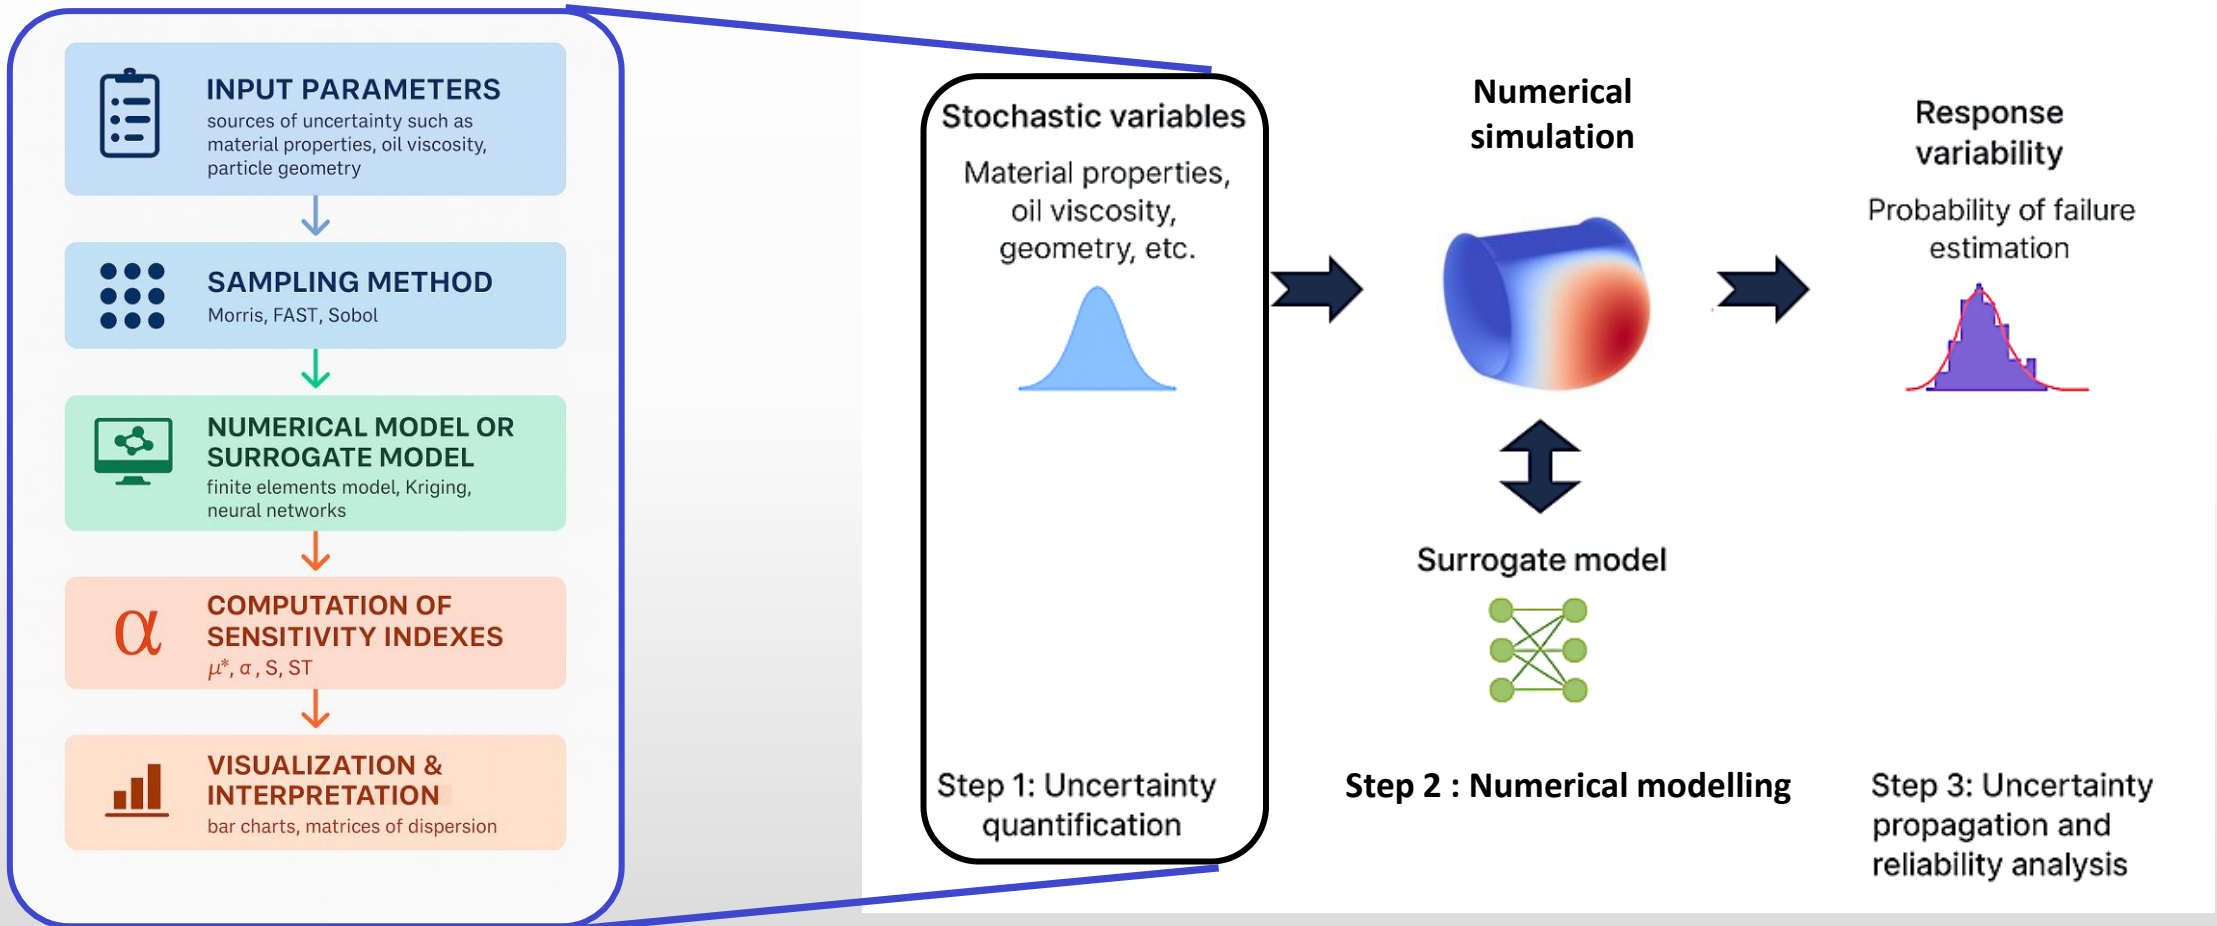 INPUT PARAMETERS
sources of uncertainty such as
material properties, oil viscosity,
particle geometry
SAMPLING METHOD
Morris, FAST, Sobol
NUMERICAL MODEL OR
SURROGATE MODEL
finite elements model, Kriging,
neural networks
α
COMPUTATION OF
SENSITIVITY INDEXES
μ*, α, S, ST
VISUALIZATION &
INTERPRETATION
bar charts, matrices of dispersion
Stochastic variables
Material properties,
oil viscosity,
geometry, etc.
Step 1: Uncertainty
quantification
Numerical
simulation
Surrogate model
Step 2 : Numerical modelling
Response
variability
Probability of failure
estimation
Step 3: Uncertainty
propagation and
reliability analysis